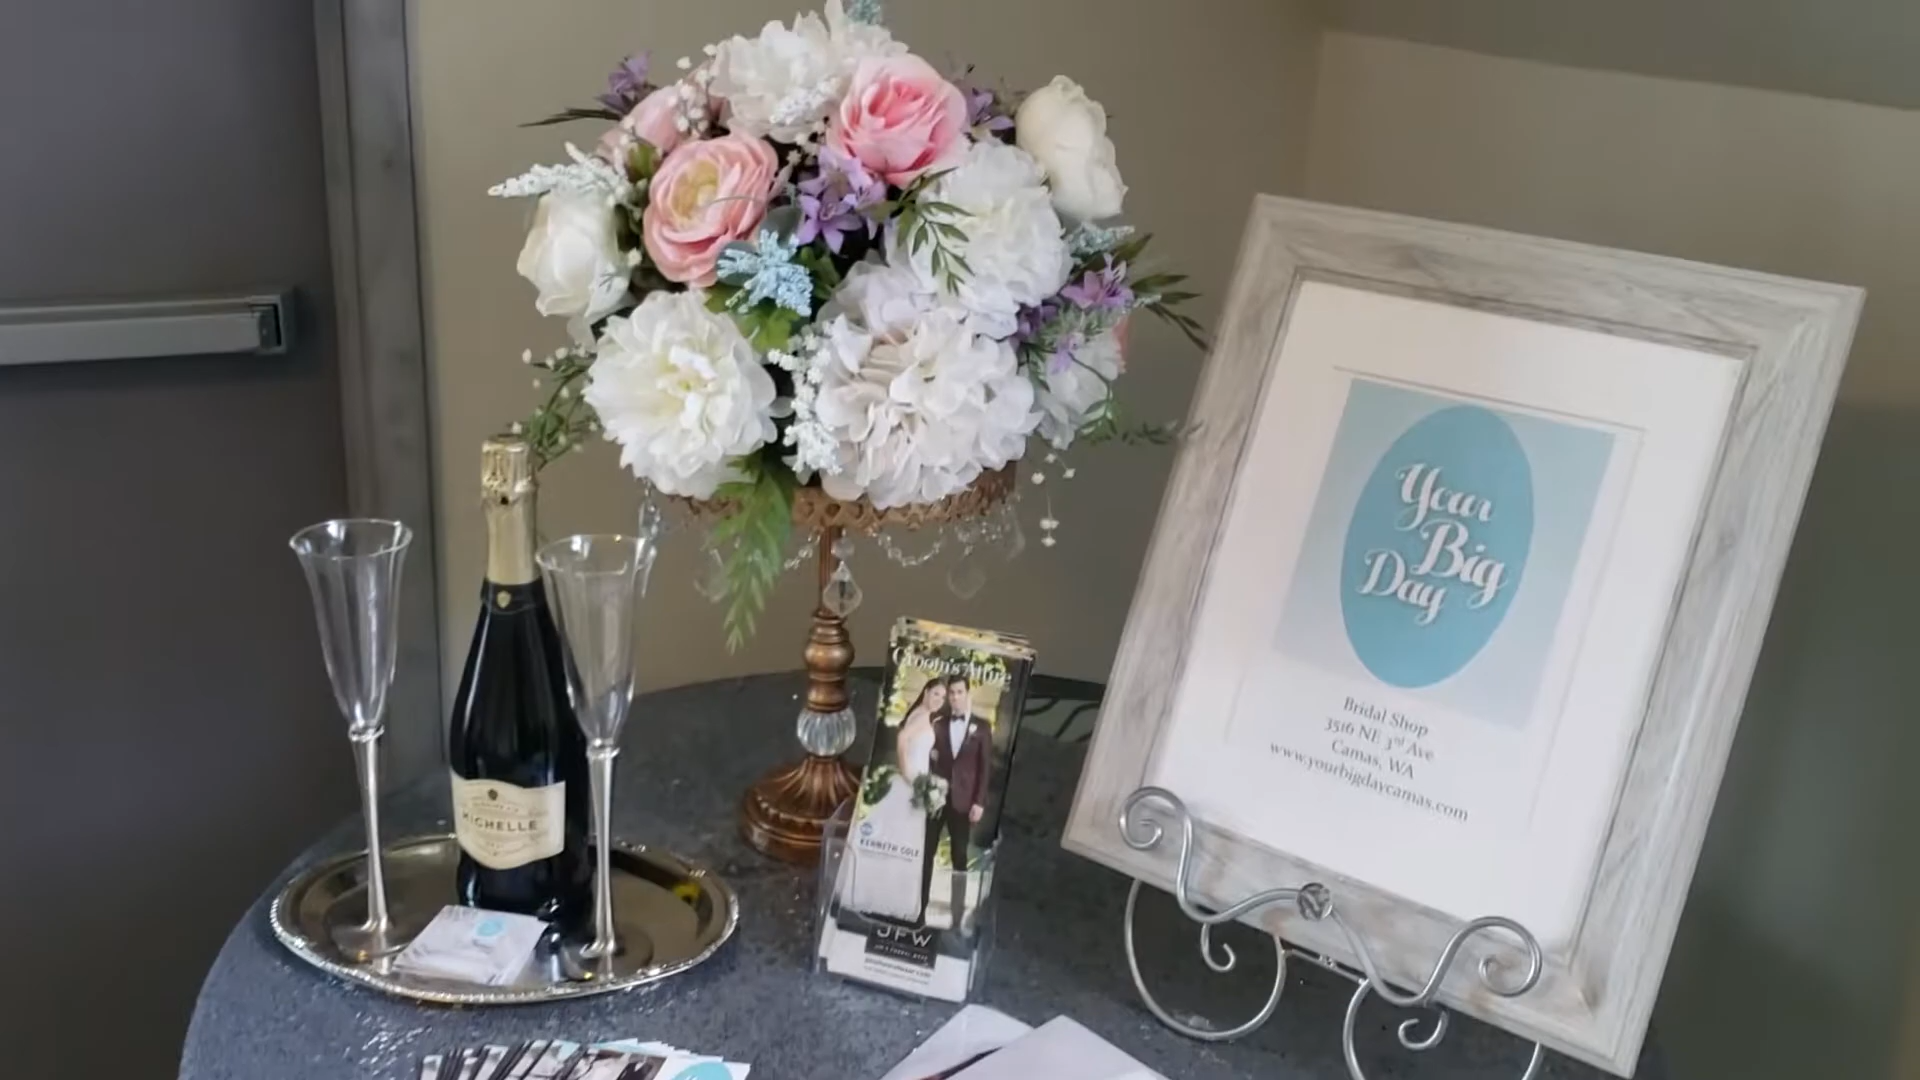 Your
Big
Day
Bridal Shop
3516 NE 3rd Ave
Camas, WA
www.yourbigdaycamas.com
Groom's Attire
KENNETH COLE
JFW
MICHELLE